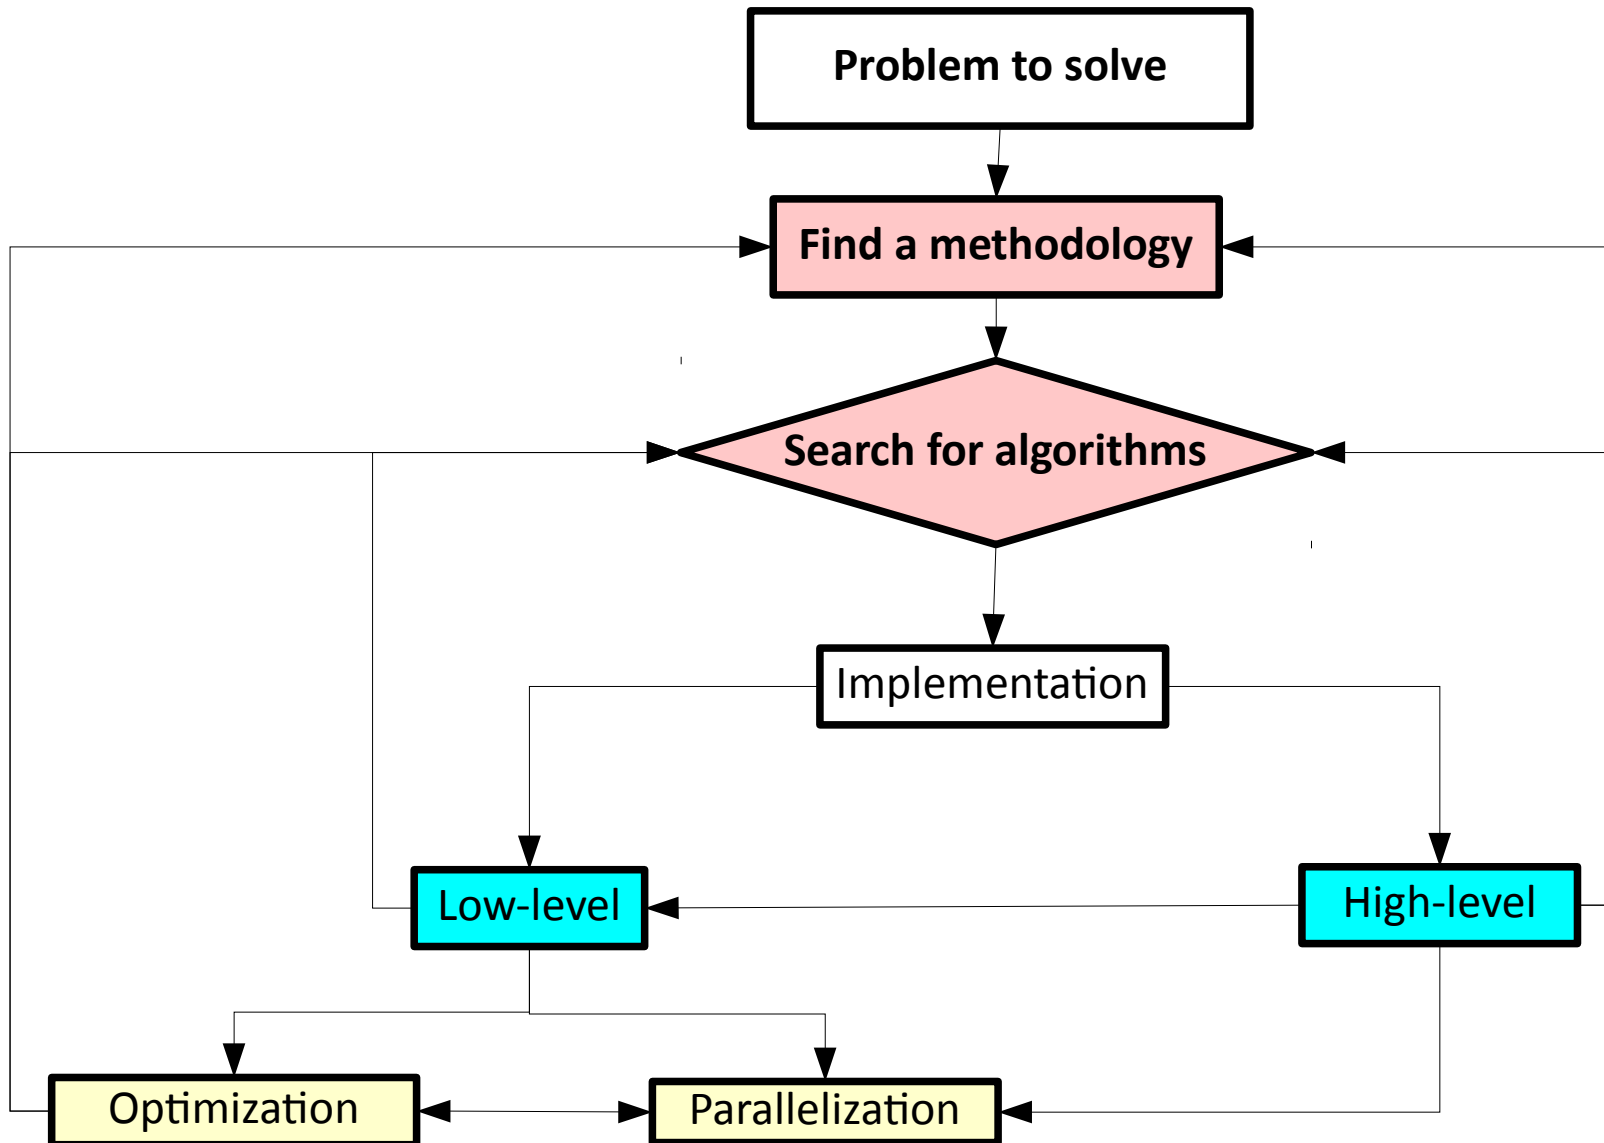 Problem to solve
Find a methodology
Search for algorithms
Implementation
Low-level
High-level
Optimization
Parallelization